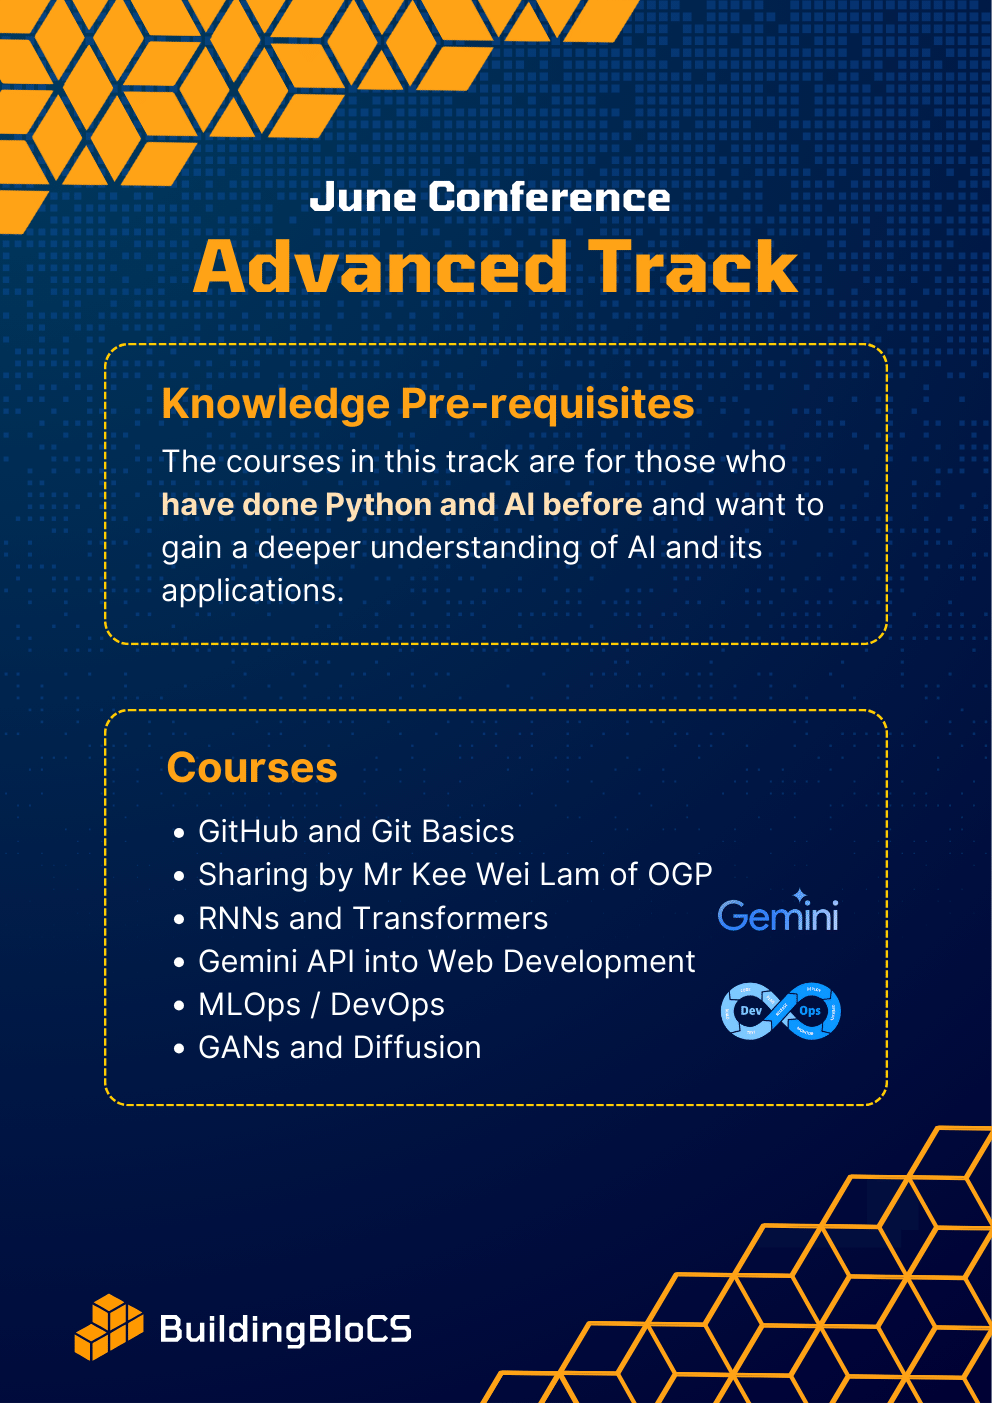 June Conference
Advanced Track
Knowledge Pre-requisites
The courses in this track are for those who
have done Python and AI before and want to
gain a deeper understanding of AI and its
applications.
Courses
• GitHub and Git Basics
• Sharing by Mr Kee Wei Lam of OGP
• RNNs and Transformers
• Gemini API into Web Development
• MLOps / DevOps
• GANs and Diffusion
Gemini
Dev Ops
BuildingBloCS